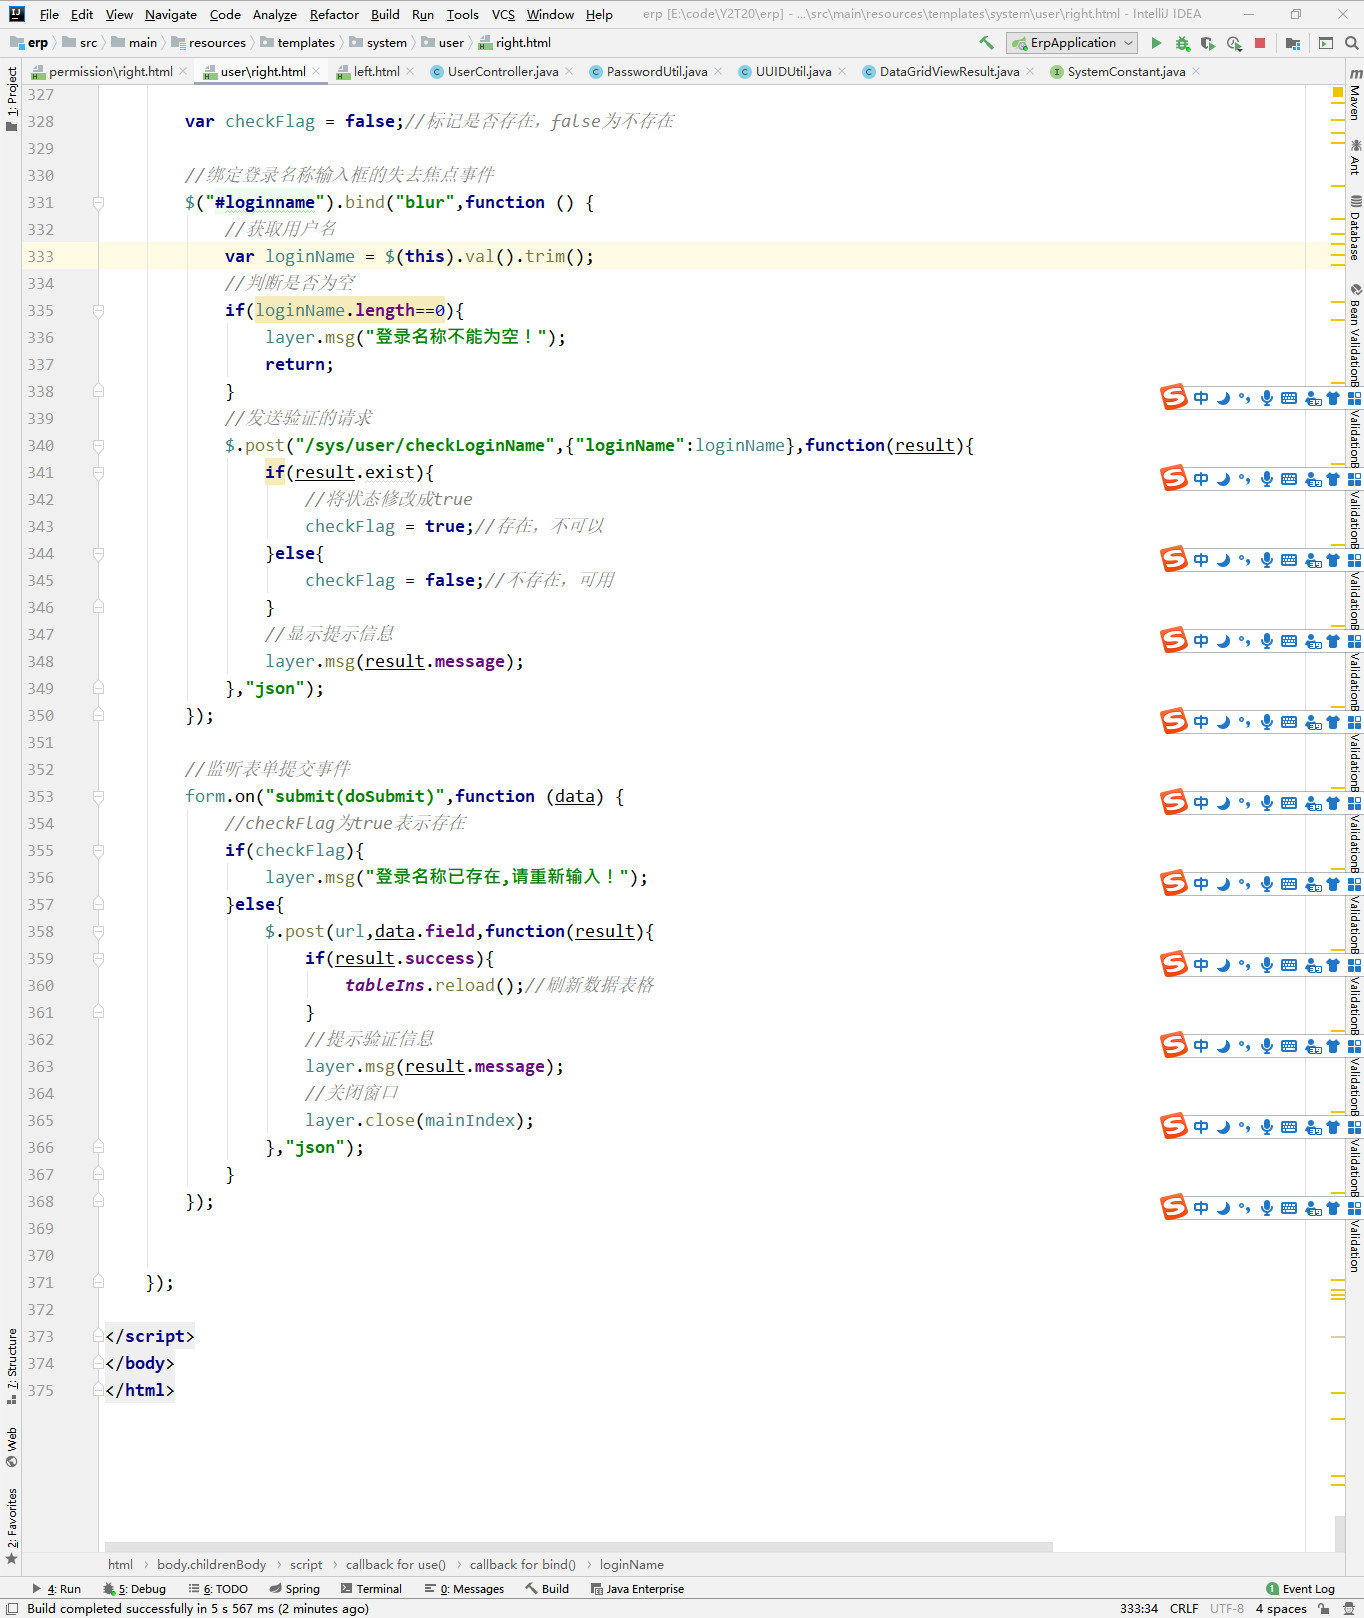 File Edit View Navigate Code Analyze Refactor Build Run Tools VCS Window Help erp [E:\code\Y2T20\erp] - ...\src\main\resources\templates\system\user\right.html - IntelliJ IDEA
erp src main resources templates system user right.html ErpApplication
permission\right.html user\right.html left.html UserController.java PasswordUtil.java UUIDUtil.java DataGridViewResult.java SystemConstant.java
1: Project
7: Structure
Web
2: Favorites
327
328 var checkFlag = false;//标记是否存在，false为不存在
329
330 //绑定登录名称输入框的失去焦点事件
331 $("#loginname").bind("blur",function () {
332 //获取用户名
333 var loginName = $(this).val().trim();
334 //判断是否为空
335 if(loginName.length==0){
336 layer.msg("登录名称不能为空！");
337 return;
338 }
339 //发送验证的请求
340 $.post("/sys/user/checkLoginName",{"loginName":loginName},function(result){
341 if(result.exist){
342 //将状态修改成true
343 checkFlag = true;//存在，不可以
344 }else{
345 checkFlag = false;//不存在，可用
346 }
347 //显示提示信息
348 layer.msg(result.message);
349 },"json");
350 });
351
352 //监听表单提交事件
353 form.on("submit(doSubmit)",function (data) {
354 //checkFlag为true表示存在
355 if(checkFlag){
356 layer.msg("登录名称已存在,请重新输入！");
357 }else{
358 $.post(url,data.field,function(result){
359 if(result.success){
360 tableIns.reload();//刷新数据表格
361 }
362 //提示验证信息
363 layer.msg(result.message);
364 //关闭窗口
365 layer.close(mainIndex);
366 },"json");
367 }
368 });
369
370
371 });
372
373 </script>
374 </body>
375 </html>
Maven
Ant
Database
Bean Validation
中
中
中
中
中
中
中
中
中
中
中
html body.childrenBody script callback for use() callback for bind() loginName
4: Run 5: Debug 6: TODO Spring Terminal 0: Messages Build Java Enterprise 1 Event Log
Build completed successfully in 5 s 567 ms (2 minutes ago) 333:34 CRLF UTF-8 4 spaces